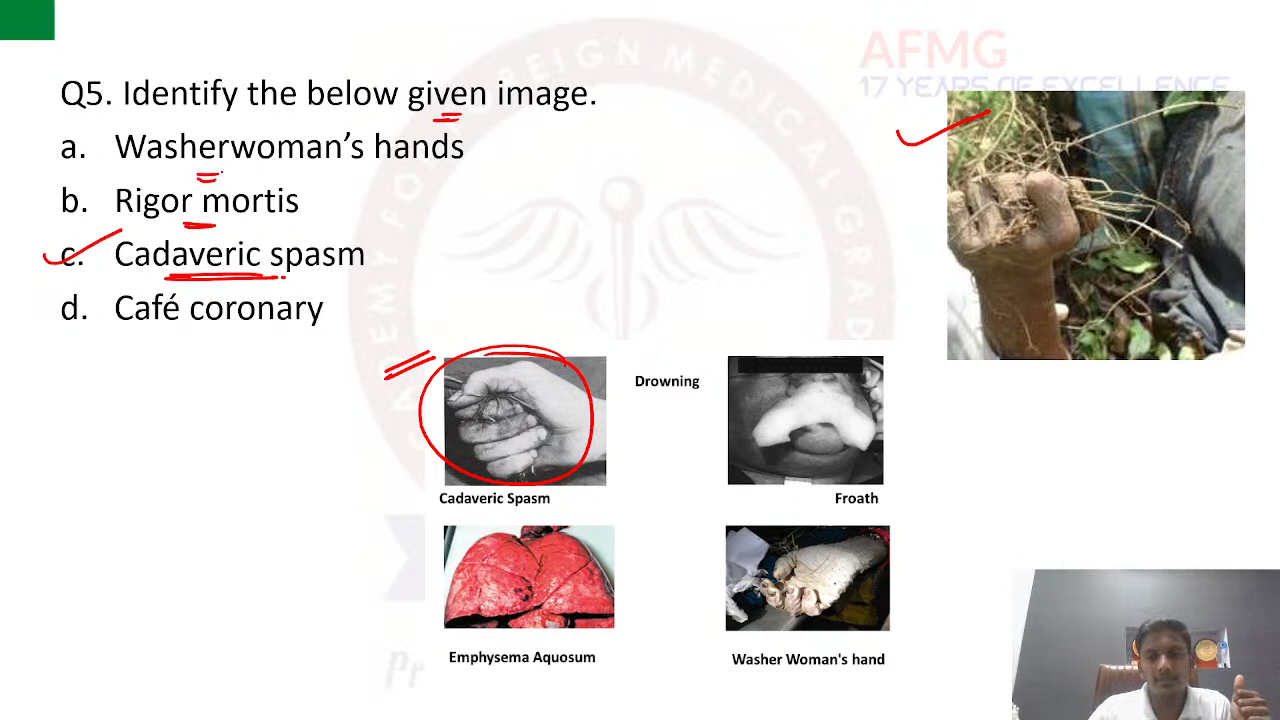 AFMG
17 YEARS OF EXCELLENCE
Q5. Identify the below given image.
a. Washerwoman’s hands
b. Rigor mortis
c. Cadaveric spasm
d. Café coronary
Drowning
Cadaveric Spasm
Froath
Emphysema Aquosum
Washer Woman's hand